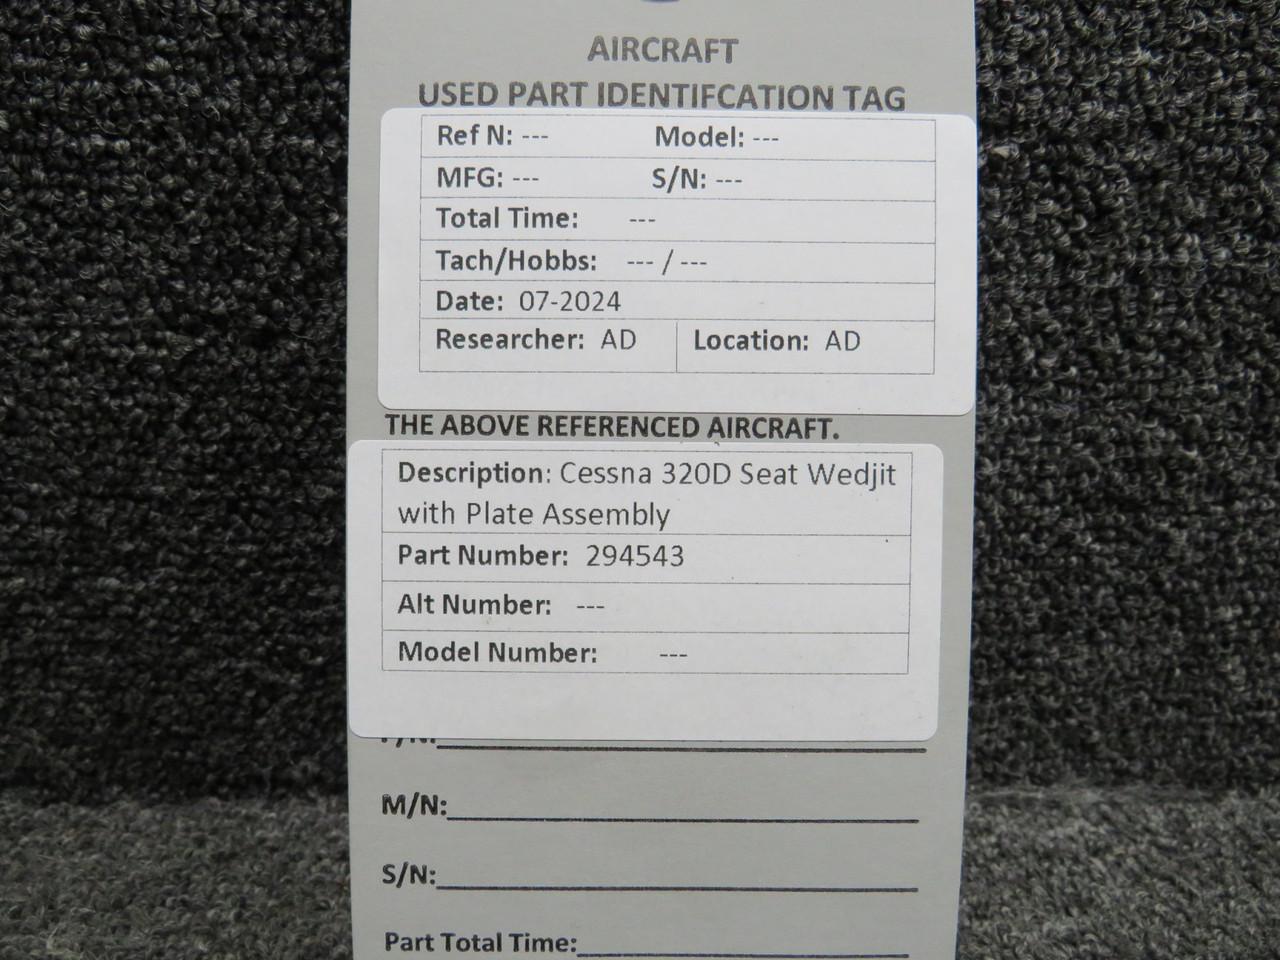 AIRCRAFT
USED PART IDENTIFCATION TAG
Ref N: --- Model: ---
MFG: --- S/N: ---
Total Time: ---
Tach/Hobbs: --- / ---
Date: 07-2024
Researcher: AD Location: AD
THE ABOVE REFERENCED AIRCRAFT.
Description: Cessna 320D Seat Wedjit
with Plate Assembly
Part Number: 294543
Alt Number: ---
Model Number: ---
P/N:
M/N:
S/N:
Part Total Time: